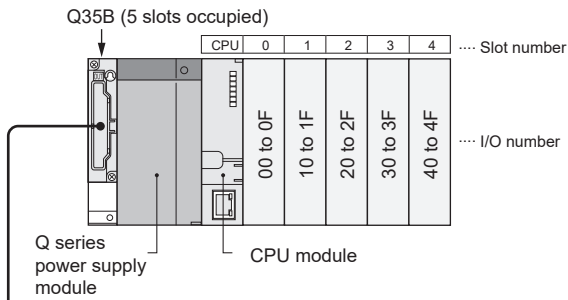 Q35B (5 slots occupied)
CPU 0 1 2 3 4 ···· Slot number
00 to 0F
10 to 1F
20 to 2F
30 to 3F
40 to 4F
···· I/O number
Q series
power supply
module
CPU module